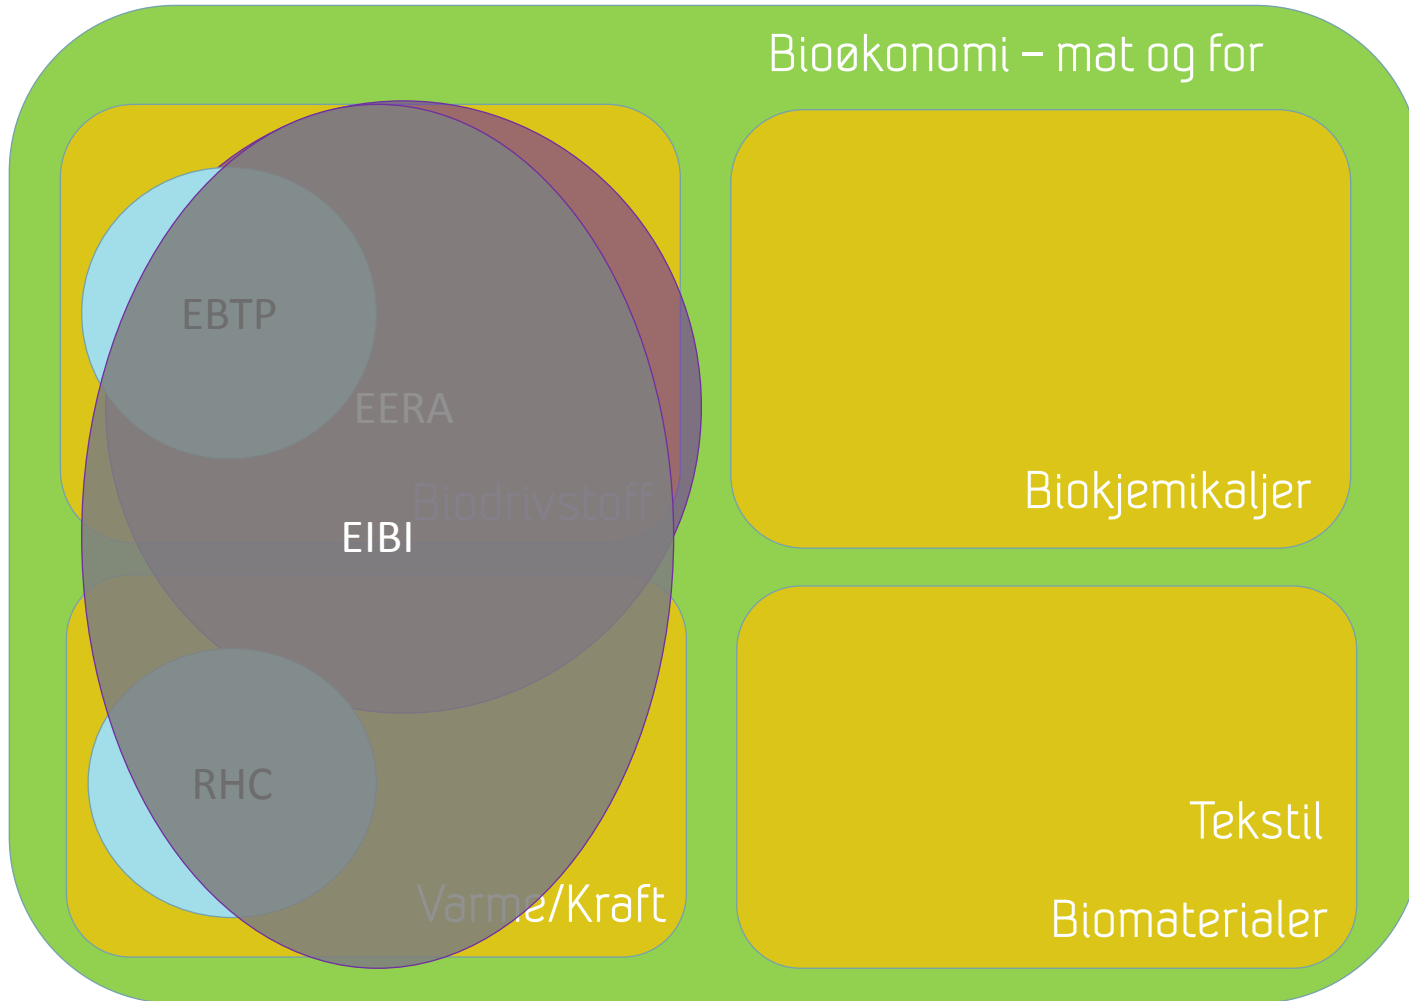 Bioøkonomi – mat og for
EBTP
EERA
Biodrivstoff
EIBI
Biokjemikaljer
RHC
Varme/Kraft
Tekstil
Biomaterialer